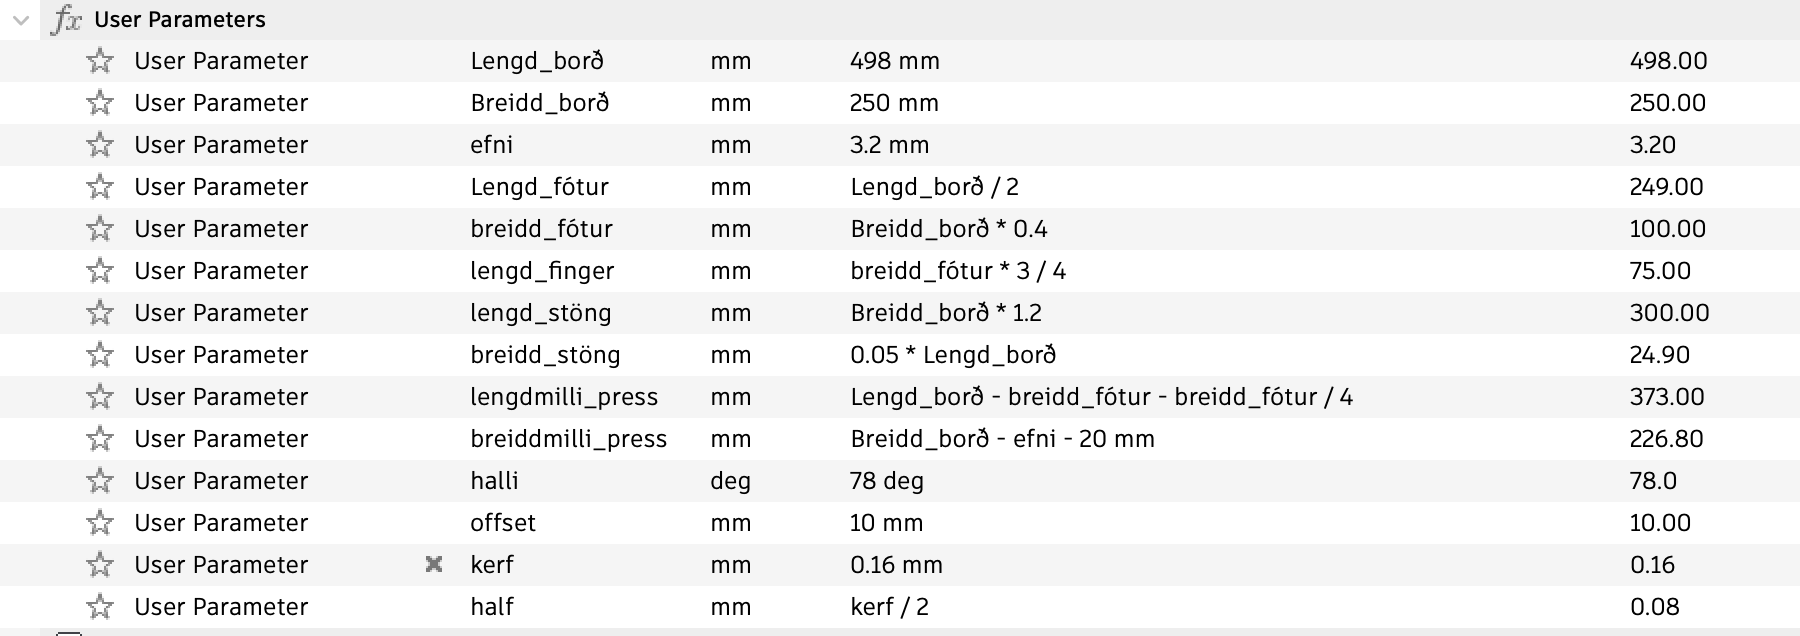 fx User Parameters
User Parameter Lengd_borð mm 498 mm 498.00
User Parameter Breidd_borð mm 250 mm 250.00
User Parameter efni mm 3.2 mm 3.20
User Parameter Lengd_fótur mm Lengd_borð / 2 249.00
User Parameter breidd_fótur mm Breidd_borð * 0.4 100.00
User Parameter lengd_finger mm breidd_fótur * 3 / 4 75.00
User Parameter lengd_stöng mm Breidd_borð * 1.2 300.00
User Parameter breidd_stöng mm 0.05 * Lengd_borð 24.90
User Parameter lengdmilli_press mm Lengd_borð - breidd_fótur - breidd_fótur / 4 373.00
User Parameter breiddmilli_press mm Breidd_borð - efni - 20 mm 226.80
User Parameter halli deg 78 deg 78.0
User Parameter offset mm 10 mm 10.00
User Parameter kerf mm 0.16 mm 0.16
User Parameter half mm kerf / 2 0.08